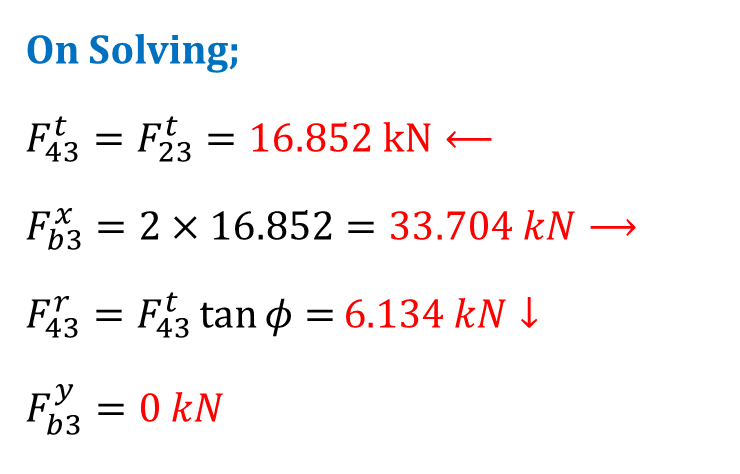 On Solving;
F^t_43 = F^t_23 = 16.852 kN ⟵
F^x_b3 = 2 × 16.852 = 33.704 kN ⟶
F^r_43 = F^t_43 tan ϕ = 6.134 kN ↓
F^y_b3 = 0 kN